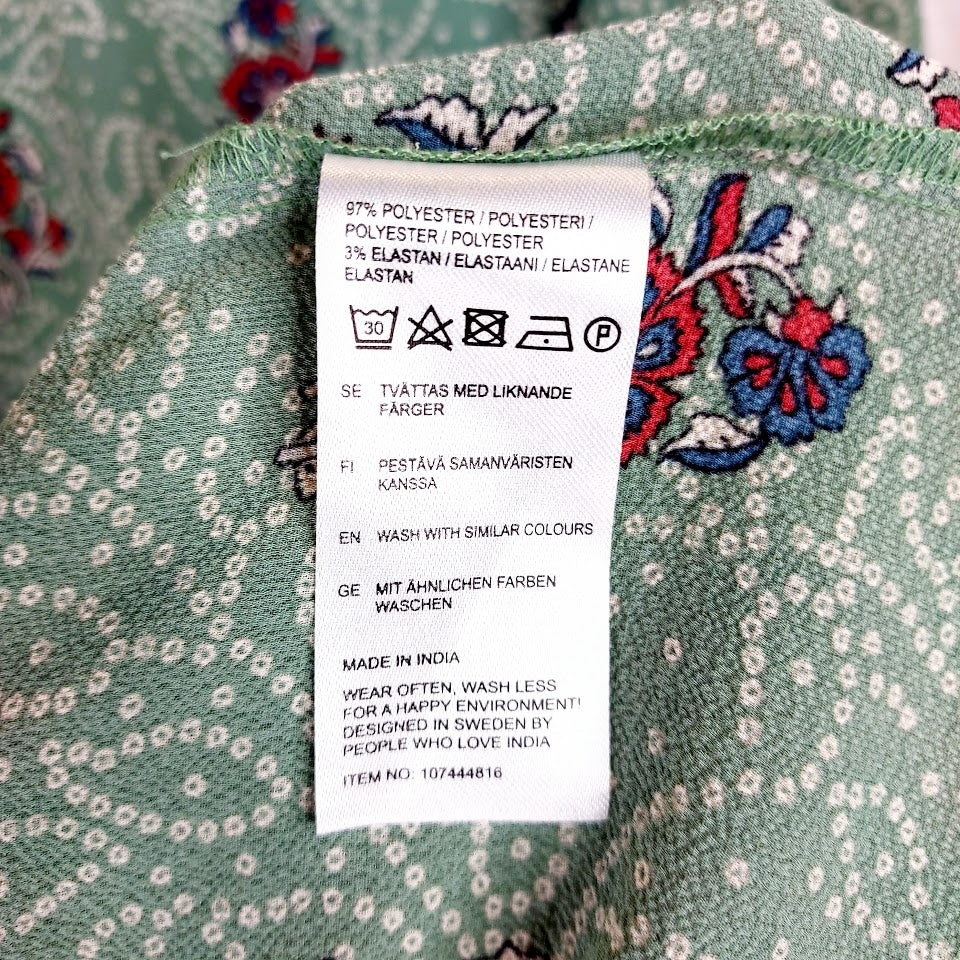 97% POLYESTER / POLYESTERI /
POLYESTER / POLYESTER
3% ELASTAN / ELASTAANI / ELASTANE
ELASTAN
30
P
SE TVÄTTAS MED LIKNANDE
FÄRGER
FI PESTÄVÄ SAMANVÄRISTEN
KANSSA
EN WASH WITH SIMILAR COLOURS
GE MIT ÄHNLICHEN FARBEN
WASCHEN
MADE IN INDIA
WEAR OFTEN, WASH LESS
FOR A HAPPY ENVIRONMENT!
DESIGNED IN SWEDEN BY
PEOPLE WHO LOVE INDIA
ITEM NO: 107444816